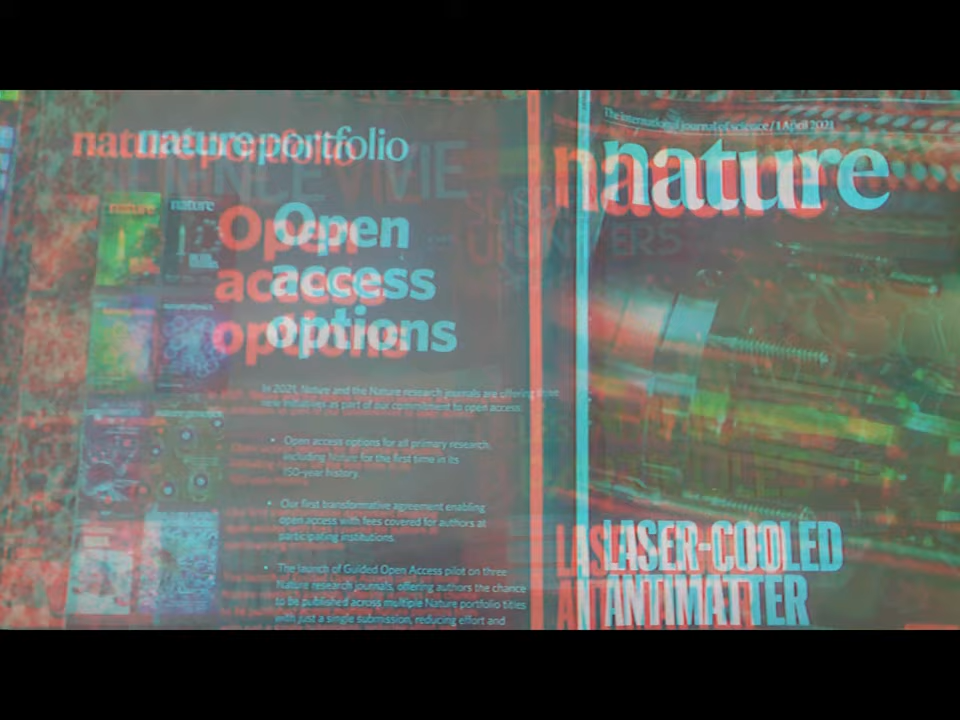 nature portfolio
nature
Open
access
options
In 2021, Nature and the Nature research journals are offering three
new initiatives as part of our commitment to open access:
• Open access options for all primary research,
including Nature for the first time in its
150-year history.
• Our first transformative agreement enabling
open access with fees covered for authors at
participating institutions.
• The launch of Guided Open Access pilot on three
Nature research journals, offering authors the chance
to be published across multiple Nature portfolio titles
with just a single submission, reducing effort and
The international journal of science / 1 April 2021
nature
LASER-COOLED
ANTIMATTER